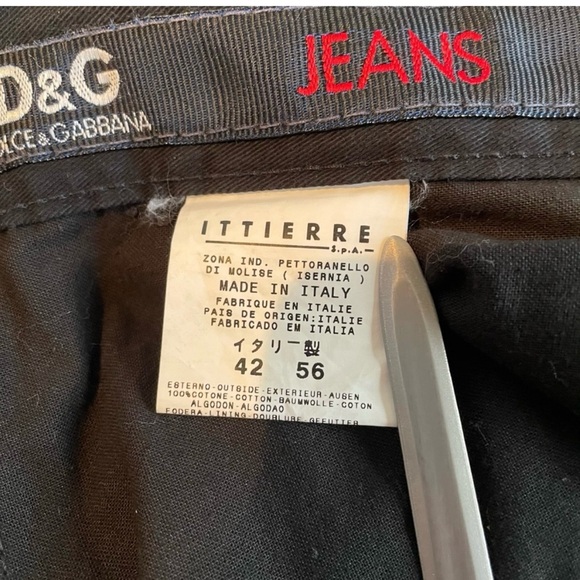 D&G JEANS
DOLCE & GABBANA
ITTIERRE
S.p.A.
ZONA IND. PETTORANELLO
DI MOLISE ( ISERNIA )
MADE IN ITALY
FABRIQUE EN ITALIE
PAIS DE ORIGEN:ITALIE
FABRICADO EM ITALIA
イタリー製
42 56
ESTERNO-OUTSIDE-EXTERIEUR-AUSEN
100%COTONE-COTTON-BAUMWOLLE-COTON
ALGODON-ALGODAO
FODERA-LINING-DOUBLURE-GEFUTTER